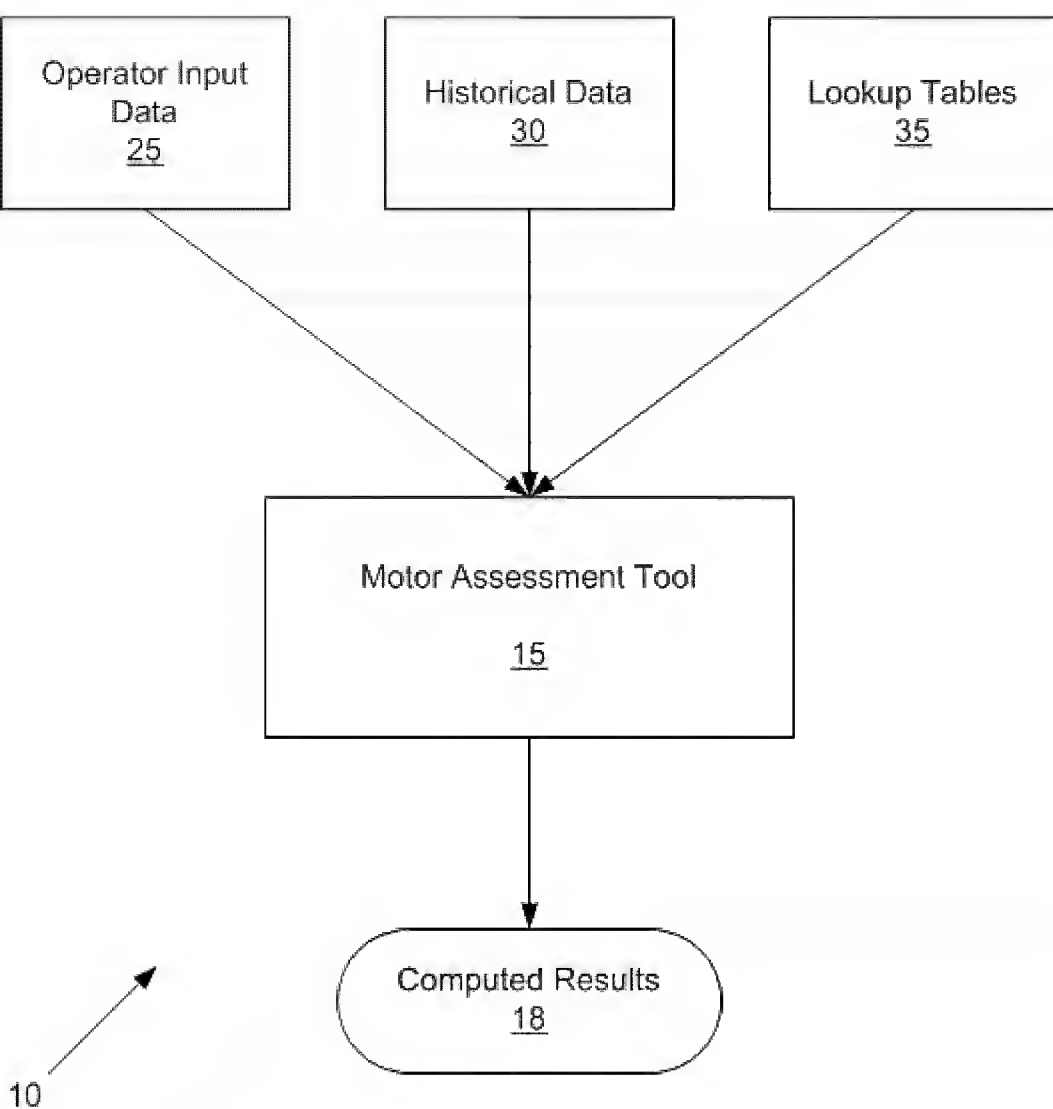 Operator Input
Data
25
Historical Data
30
Lookup Tables
35
Motor Assessment Tool
15
Computed Results
18
10